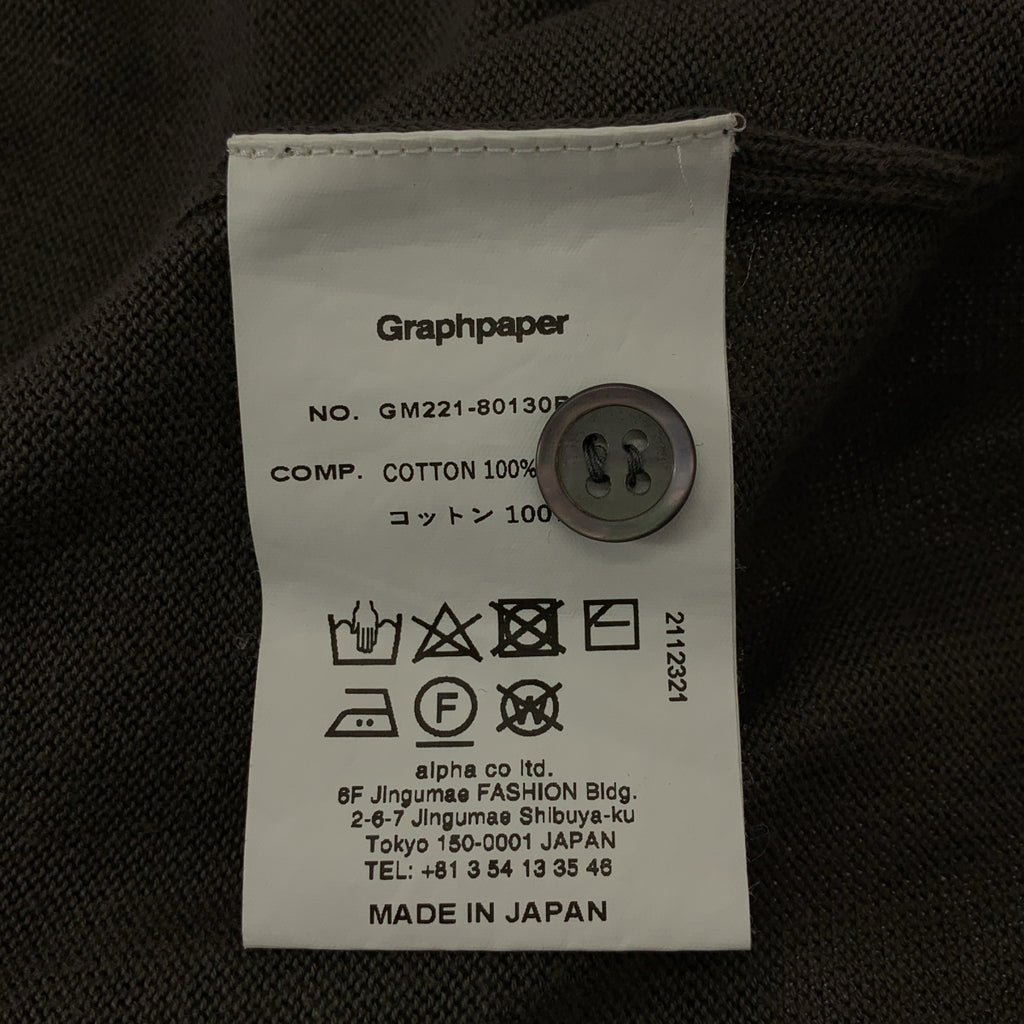 Graphpaper
NO. GM221-80130
COMP. COTTON 100%
コットン 100
2112321
F
W
alpha co ltd.
6F Jingumae FASHION Bldg.
2-6-7 Jingumae Shibuya-ku
Tokyo 150-0001 JAPAN
TEL: +81 3 54 13 35 46
MADE IN JAPAN